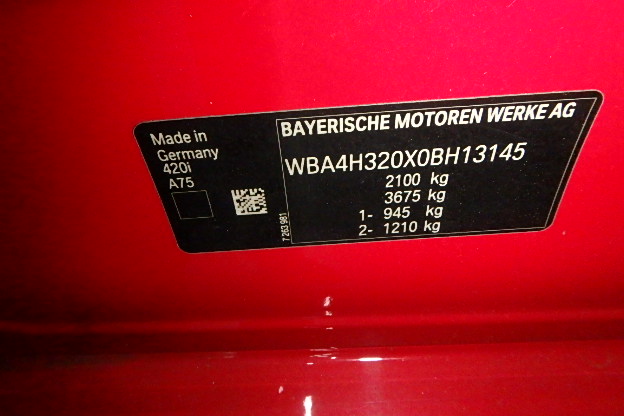 Made in
Germany
420i
A75
BAYERISCHE MOTOREN WERKE AG
WBA4H320X0BH13145
2100 kg
3675 kg
1- 945 kg
2- 1210 kg
7 263 981